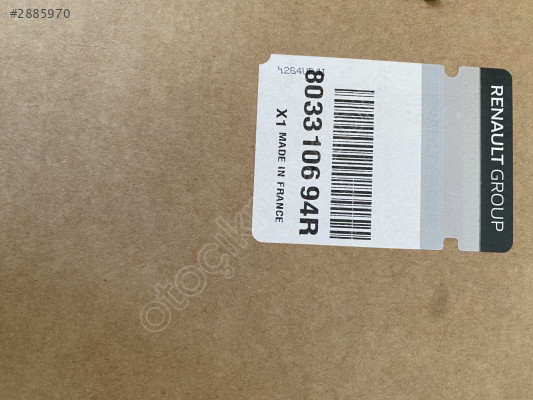 #2885970
8033 106 94R
X1 MADE IN FRANCE
RENAULT GROUP